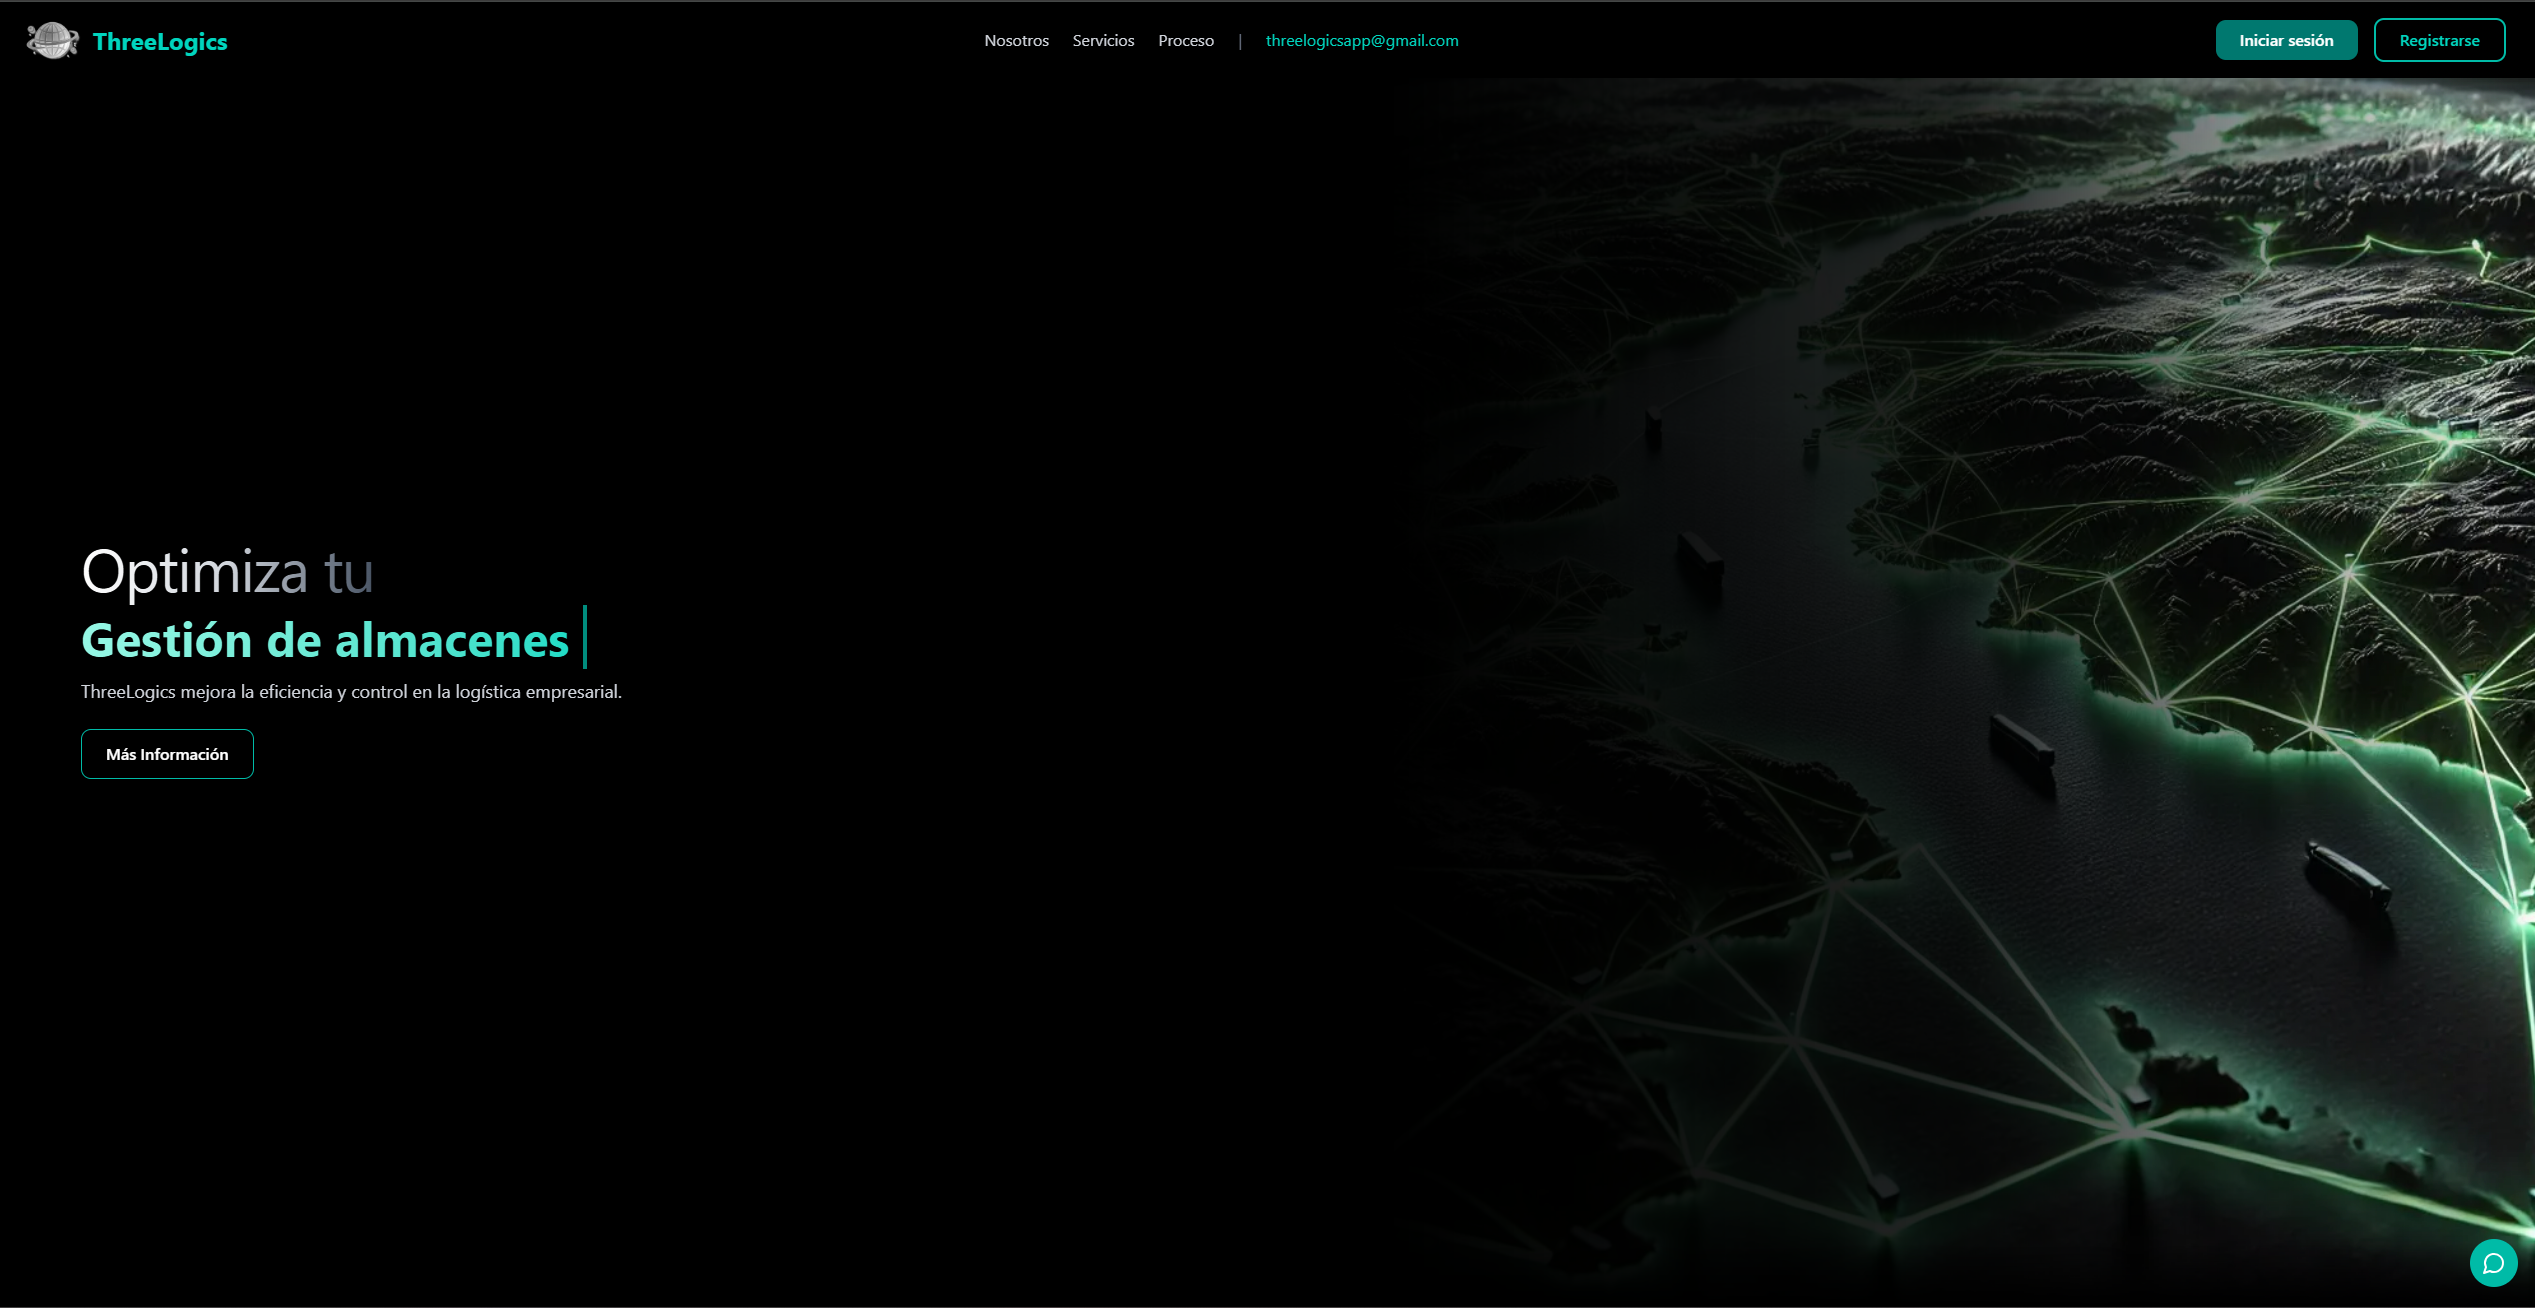 ThreeLogics
Nosotros Servicios Proceso | threelogicsapp@gmail.com
Iniciar sesión
Registrarse
Optimiza tu
Gestión de almacenes
ThreeLogics mejora la eficiencia y control en la logística empresarial.
Más Información